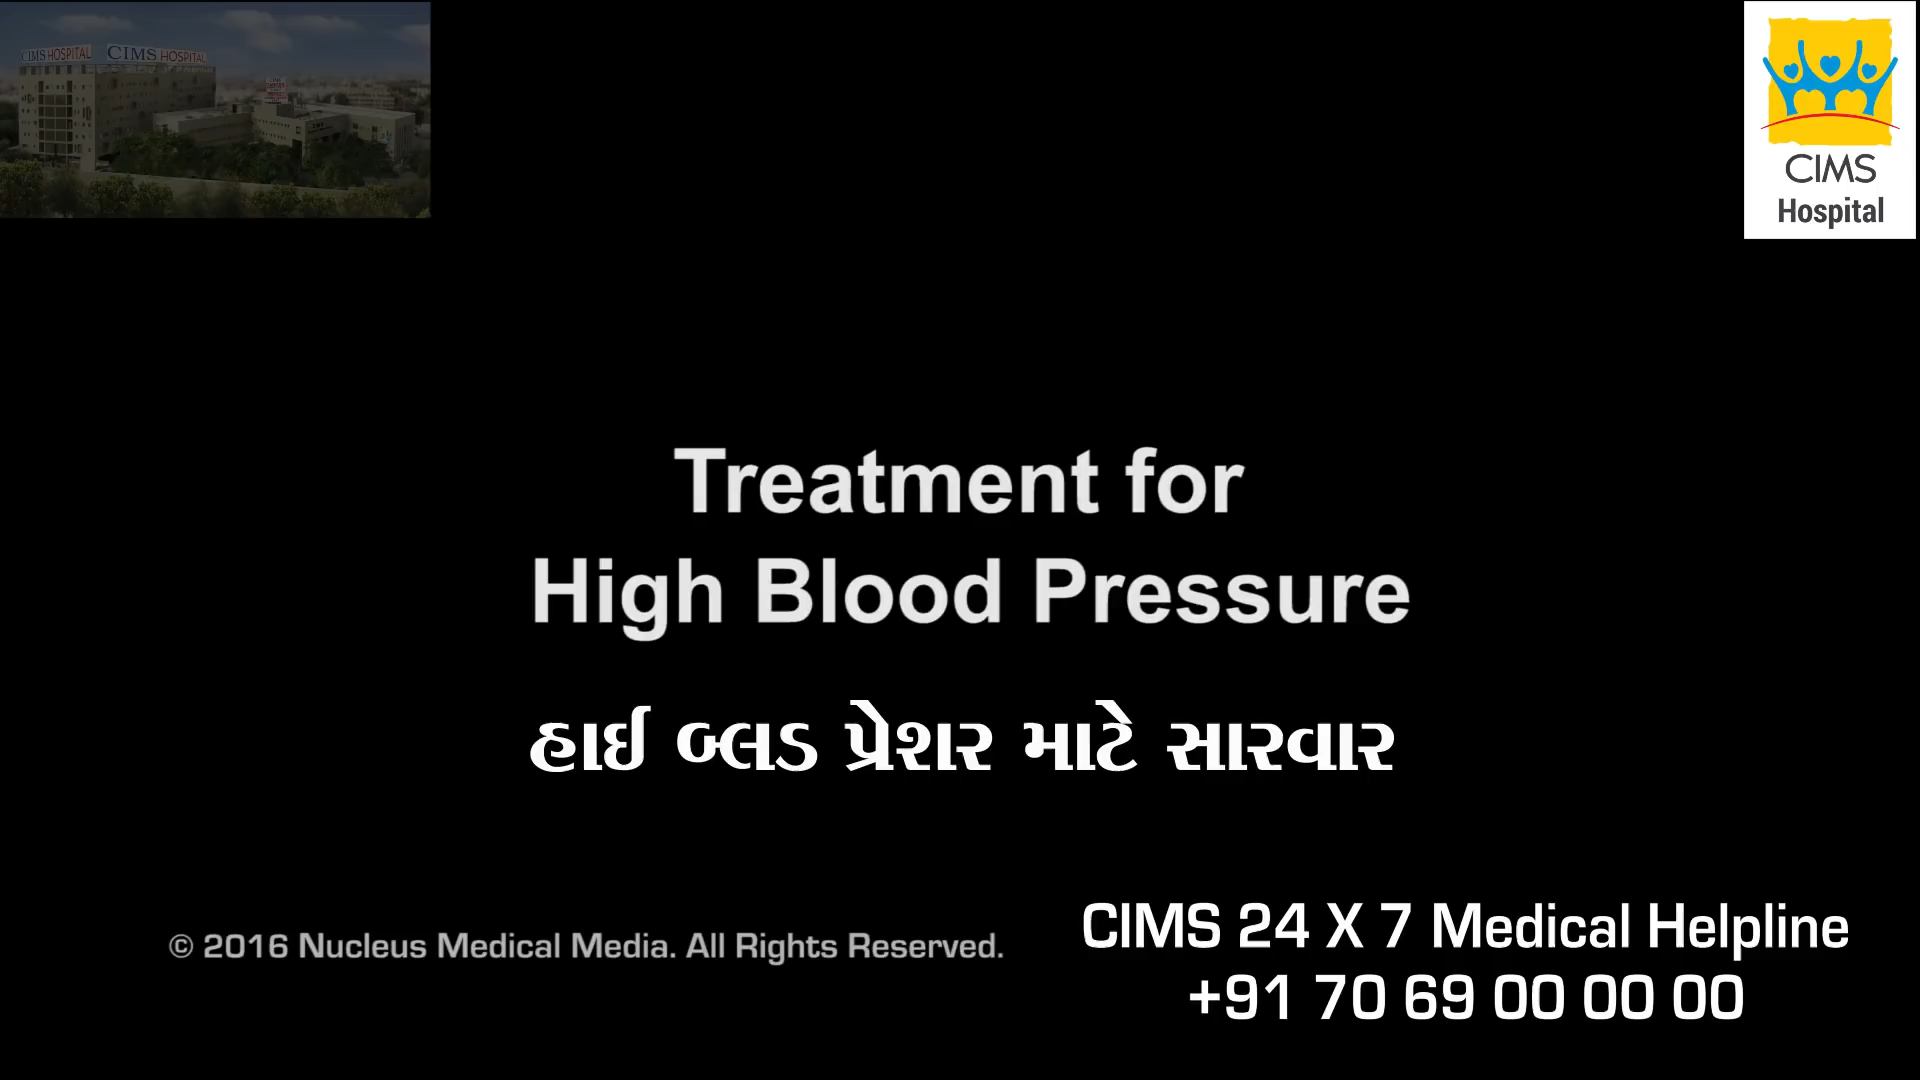 CIMS HOSPITAL CIMS HOSPITAL
CIMS
Hospital
Treatment for
High Blood Pressure
હાઈ બ્લડ પ્રેશર માટે સારવાર
© 2016 Nucleus Medical Media. All Rights Reserved.
CIMS 24 X 7 Medical Helpline
+91 70 69 00 00 00